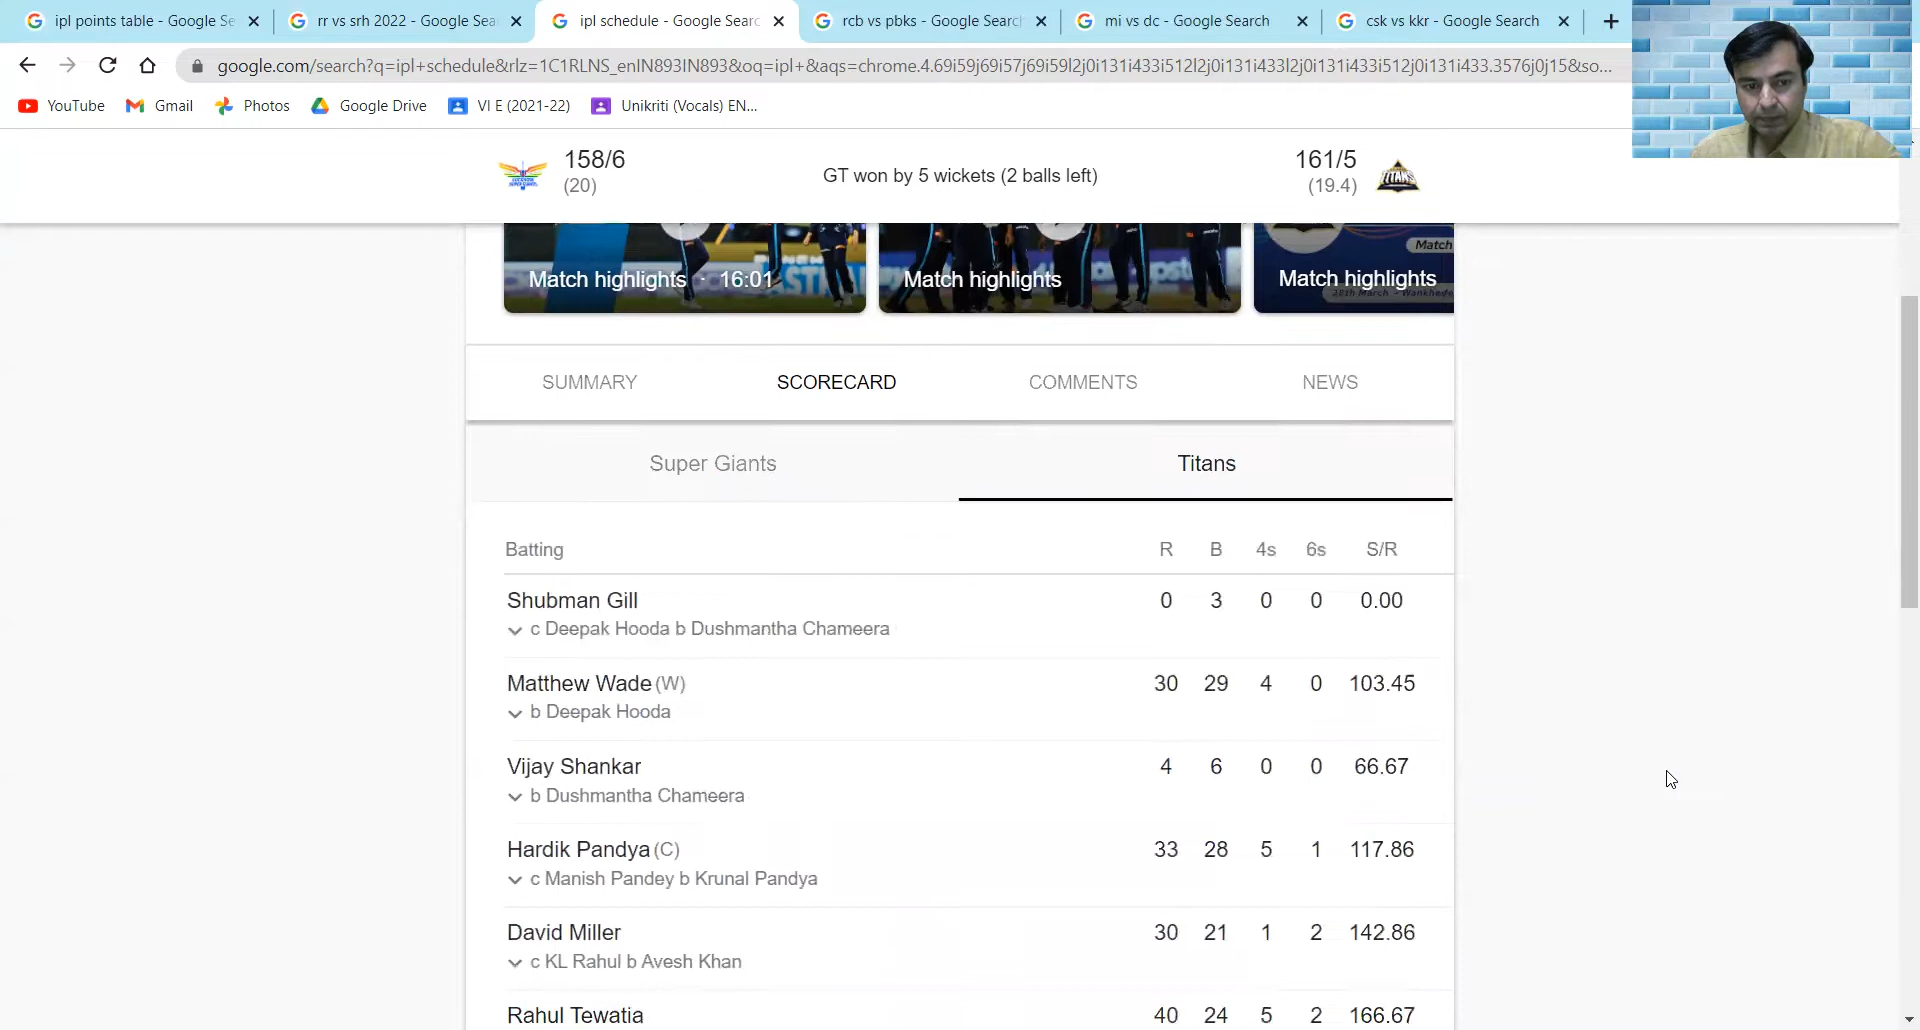 ipl points table - Google Se
rr vs srh 2022 - Google Sea
ipl schedule - Google Searc
rcb vs pbks - Google Search
mi vs dc - Google Search
csk vs kkr - Google Search
google.com/search?q=ipl+schedule&rlz=1C1RLNS_enIN893IN893&oq=ipl+&aqs=chrome.4.69i59j69i57j69i59l2j0i131i433i512l2j0i131i433l2j0i131i433i512j0i131i433.3576j0j15&so...
YouTube
Gmail
Photos
Google Drive
VI E (2021-22)
Unikriti (Vocals) EN...
158/6
(20)
GT won by 5 wickets (2 balls left)
161/5
(19.4)
TITANS
Match highlights · 16:01
Match highlights
Match
Match highlights
28th March - Wankhede
SUMMARY
SCORECARD
COMMENTS
NEWS
Super Giants
Titans
Batting R B 4s 6s S/R
Shubman Gill 0 3 0 0 0.00
c Deepak Hooda b Dushmantha Chameera
Matthew Wade (W) 30 29 4 0 103.45
b Deepak Hooda
Vijay Shankar 4 6 0 0 66.67
b Dushmantha Chameera
Hardik Pandya (C) 33 28 5 1 117.86
c Manish Pandey b Krunal Pandya
David Miller 30 21 1 2 142.86
c KL Rahul b Avesh Khan
Rahul Tewatia 40 24 5 2 166.67